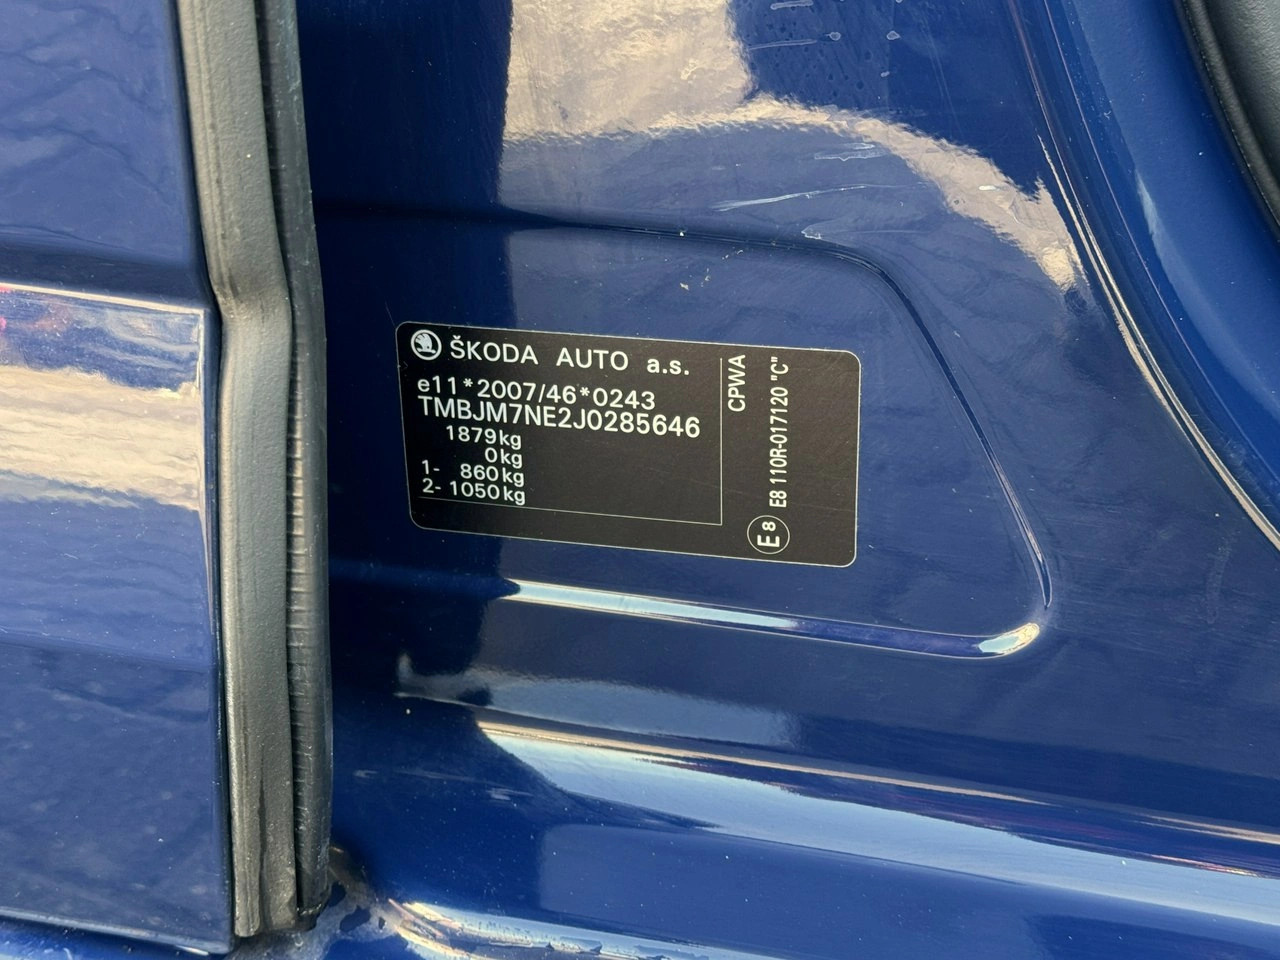 ŠKODA AUTO a.s.
e11*2007/46*0243
TMBJM7NE2J0285646
1879kg
0kg
1- 860kg
2- 1050kg
CPWA
E8 110R-017120 "C"
E8